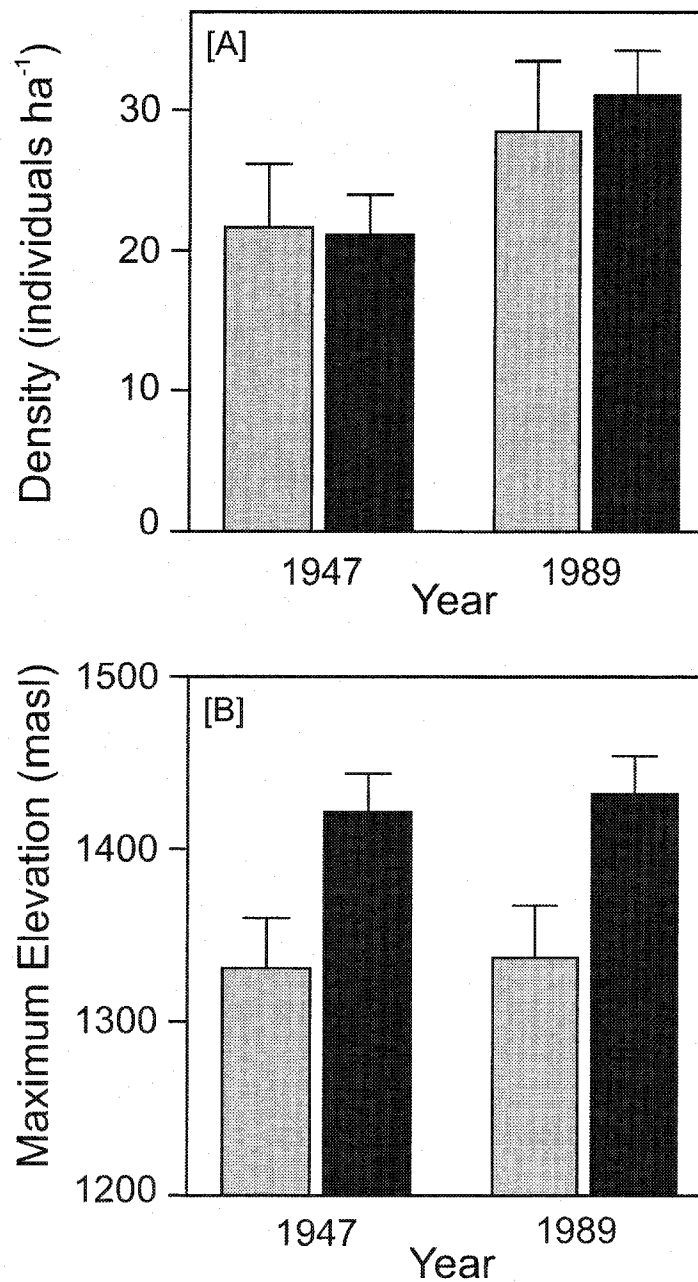 [A]
Density (individuals ha⁻¹)
30
20
10
0
1947 1989
Year
[B]
Maximum Elevation (masl)
1500
1400
1300
1200
1947 1989
Year